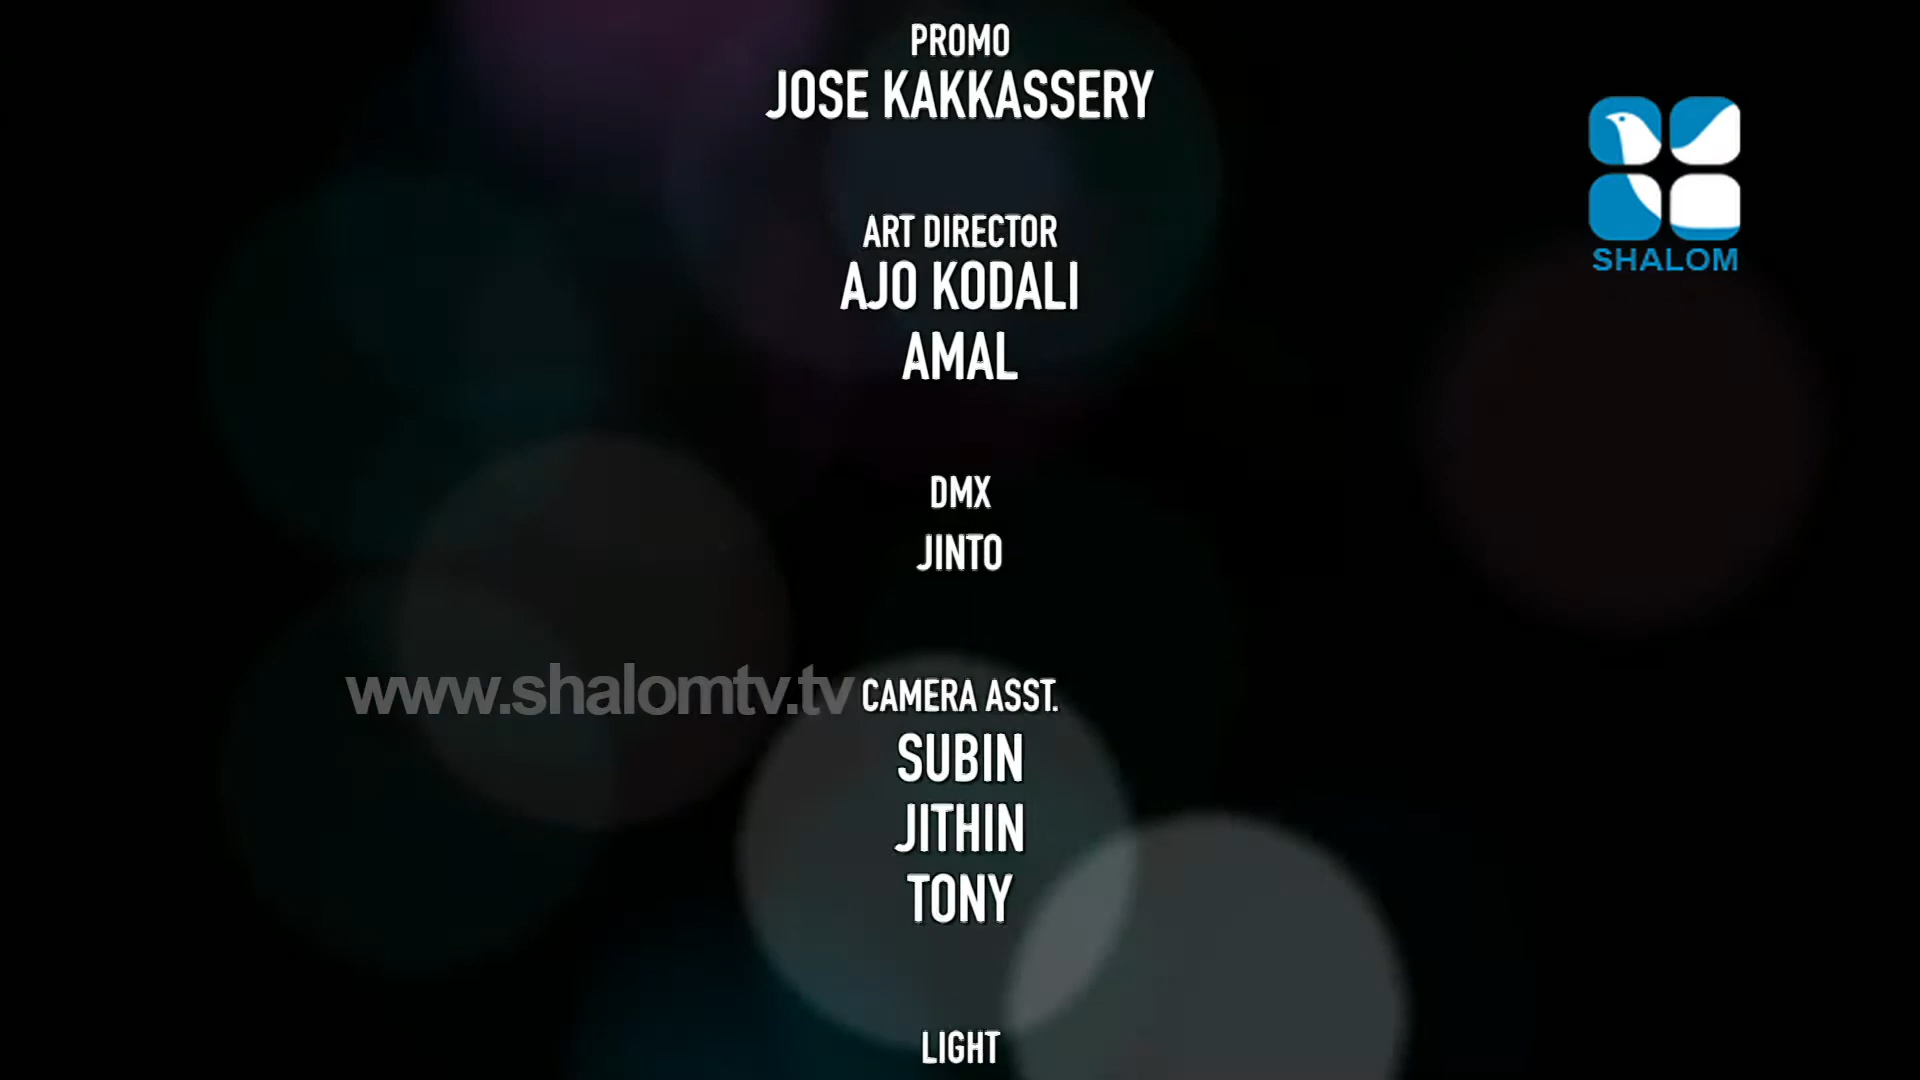 PROMO
JOSE KAKKASSERY
ART DIRECTOR
AJO KODALI
AMAL
SHALOM
DMX
JINTO
www.shalomtv.tv
CAMERA ASST.
SUBIN
JITHIN
TONY
LIGHT